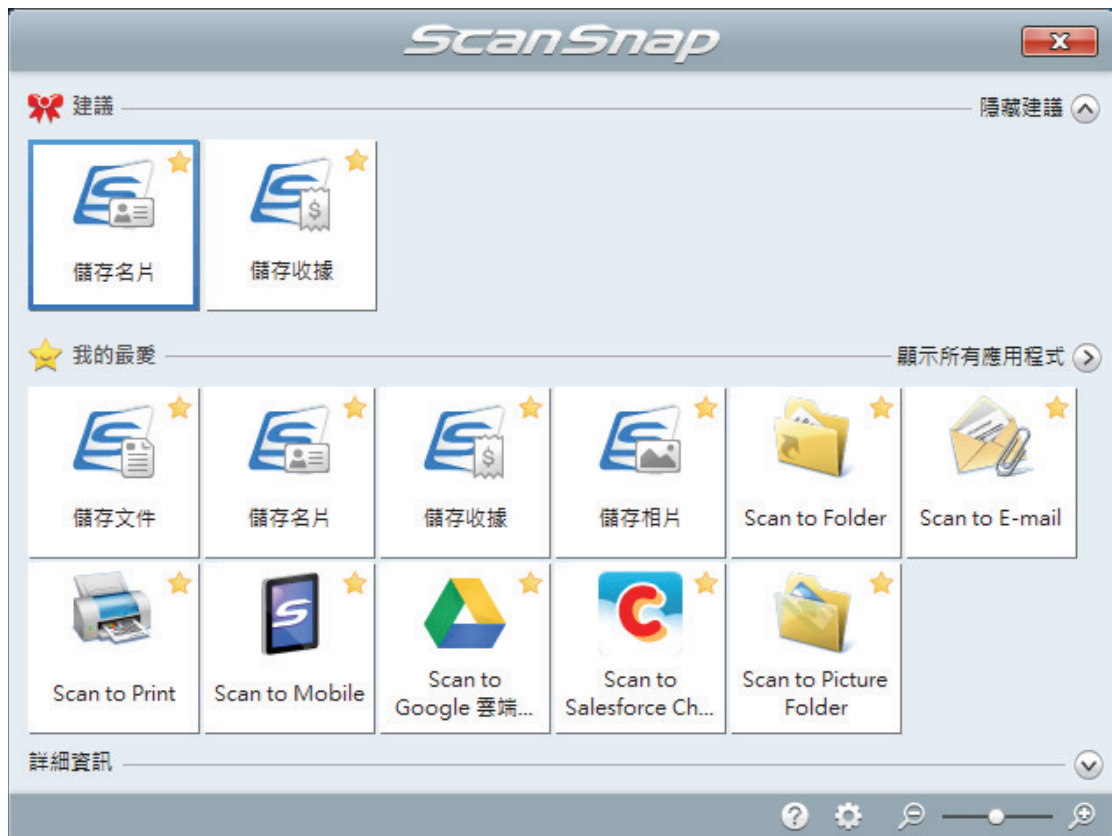 ScanSnap
建議
隱藏建議
儲存名片
儲存收據
我的最愛
顯示所有應用程式
儲存文件
儲存名片
儲存收據
儲存相片
Scan to Folder
Scan to E-mail
Scan to Print
Scan to Mobile
Scan to
Google 雲端...
Scan to
Salesforce Ch...
Scan to Picture
Folder
詳細資訊